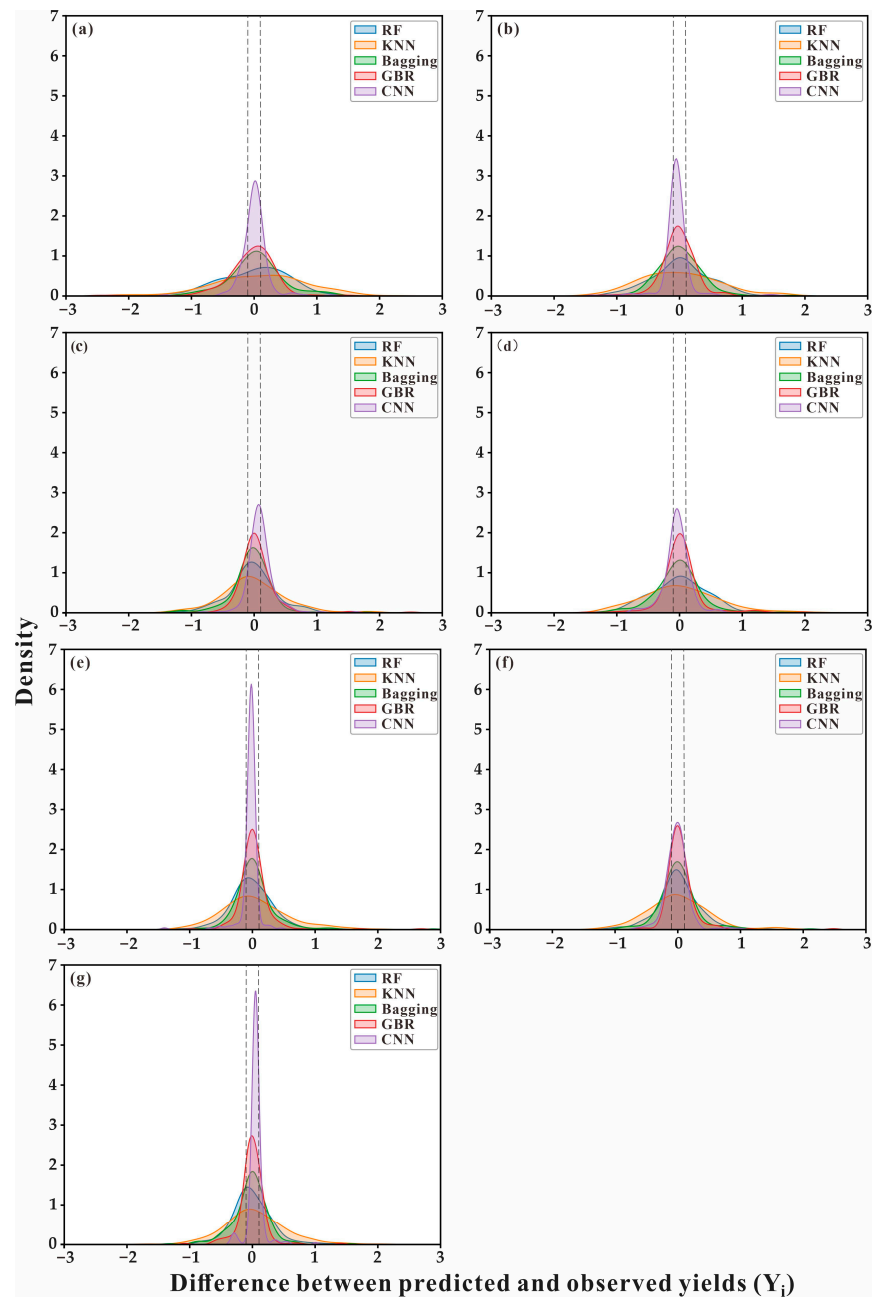 (a)
RF
KNN
Bagging
GBR
CNN
7
6
5
4
3
2
1
0
−3 −2 −1 0 1 2 3
(b)
RF
KNN
Bagging
GBR
CNN
7
6
5
4
3
2
1
0
−3 −2 −1 0 1 2 3
(c)
RF
KNN
Bagging
GBR
CNN
7
6
5
4
3
2
1
0
−3 −2 −1 0 1 2 3
(d)
RF
KNN
Bagging
GBR
CNN
7
6
5
4
3
2
1
0
−3 −2 −1 0 1 2 3
Density
(e)
RF
KNN
Bagging
GBR
CNN
7
6
5
4
3
2
1
0
−3 −2 −1 0 1 2 3
(f)
RF
KNN
Bagging
GBR
CNN
7
6
5
4
3
2
1
0
−3 −2 −1 0 1 2 3
(g)
RF
KNN
Bagging
GBR
CNN
7
6
5
4
3
2
1
0
−3 −2 −1 0 1 2 3
Difference between predicted and observed yields (Yi)